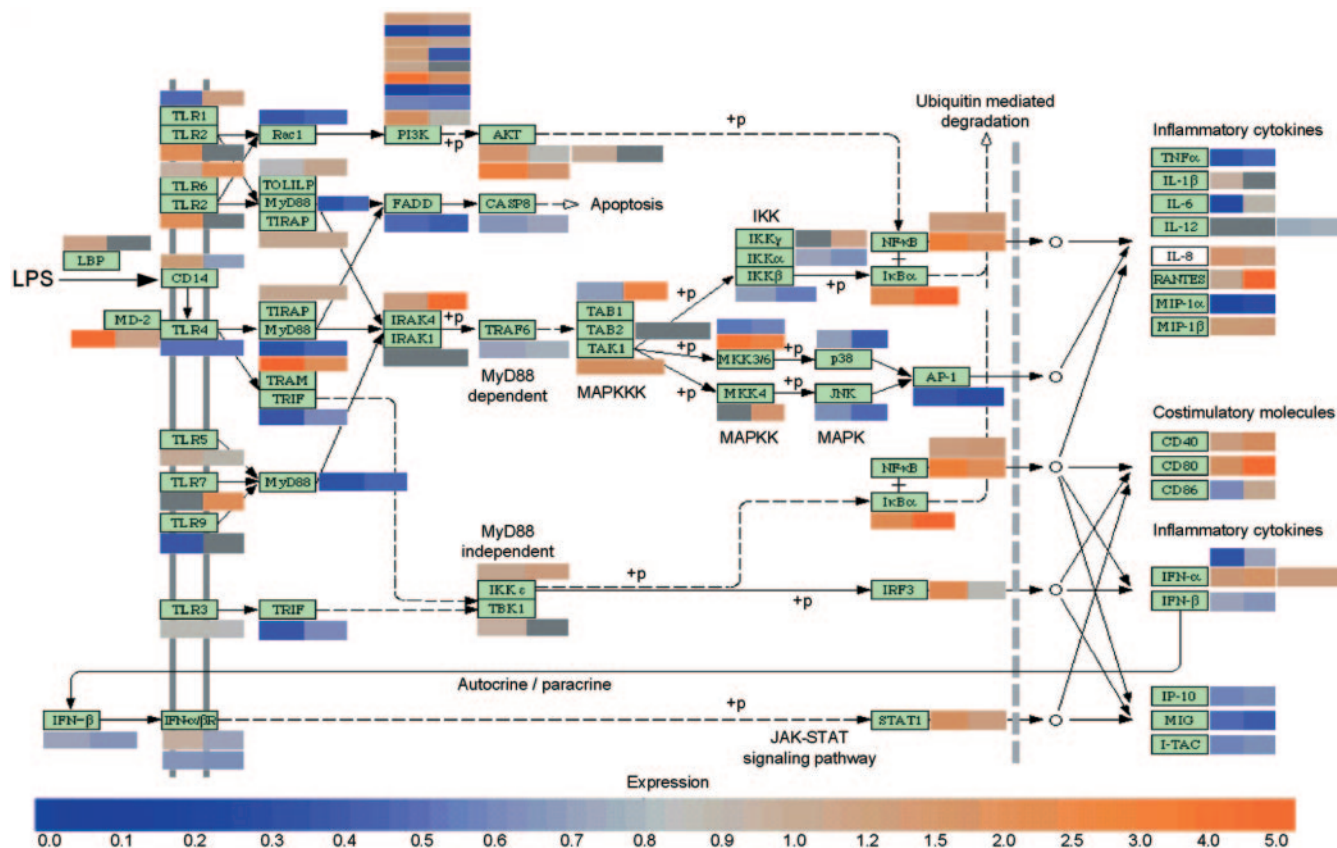 Ubiquitin mediated
degradation
Inflammatory cytokines
TLR1
TLR2
Rac1
PI3K
+p
AKT
+p
TNFα
IL-1β
IL-6
IL-12
IL-8
RANTES
MIP-1α
MIP-1β
TLR6
TLR2
TOLILP
MyD88
TIRAP
FADD
CASP8
Apoptosis
IKK
IKKγ
IKKα
IKKβ
+p
+p
NFκB
+
IκBα
LBP
LPS
CD14
MD-2
TLR4
TIRAP
MyD88
TRAM
TRIF
IRAK4
IRAK1
+p
TRAF6
MyD88
dependent
TAB1
TAB2
TAK1
MAPKKK
+p
+p
MKK3/6
+p
p38
MKK4
+p
JNK
MAPKK
MAPK
AP-1
Costimulatory molecules
CD40
CD80
CD86
TLR5
TLR7
TLR9
MyD88
NFκB
+
IκBα
MyD88
independent
IKKε
TBK1
+p
+p
IRF3
Inflammatory cytokines
IFN-α
IFN-β
TLR3
TRIF
Autocrine / paracrine
IFN-β
IFN-α/βR
+p
STAT1
JAK-STAT
signaling pathway
IP-10
MIG
I-TAC
Expression
0.0 0.1 0.2 0.3 0.4 0.5 0.6 0.7 0.8 0.9 1.0 1.2 1.5 2.0 2.5 3.0 4.0 5.0